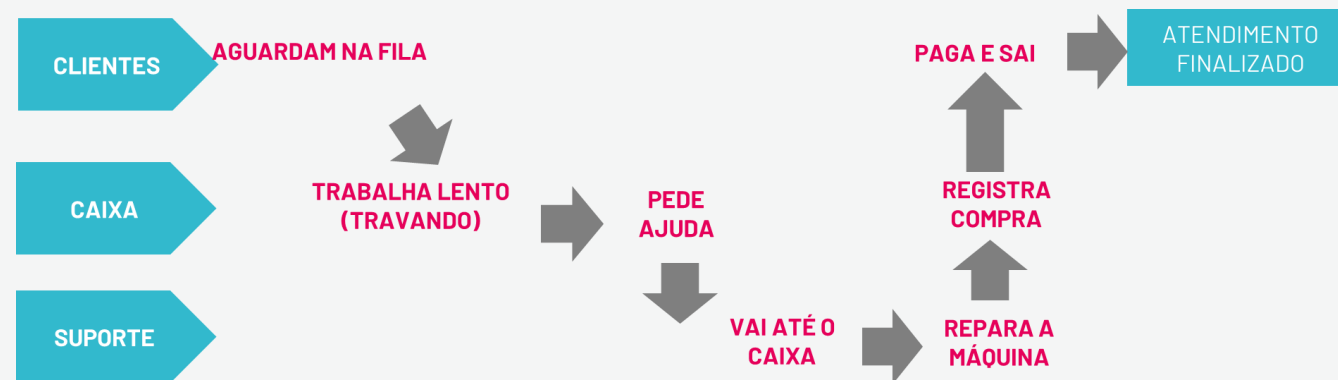 CLIENTES
AGUARDAM NA FILA
PAGA E SAI
ATENDIMENTO
FINALIZADO
CAIXA
TRABALHA LENTO
(TRAVANDO)
PEDE
AJUDA
REGISTRA
COMPRA
SUPORTE
VAI ATÉ O
CAIXA
REPARA A
MÁQUINA